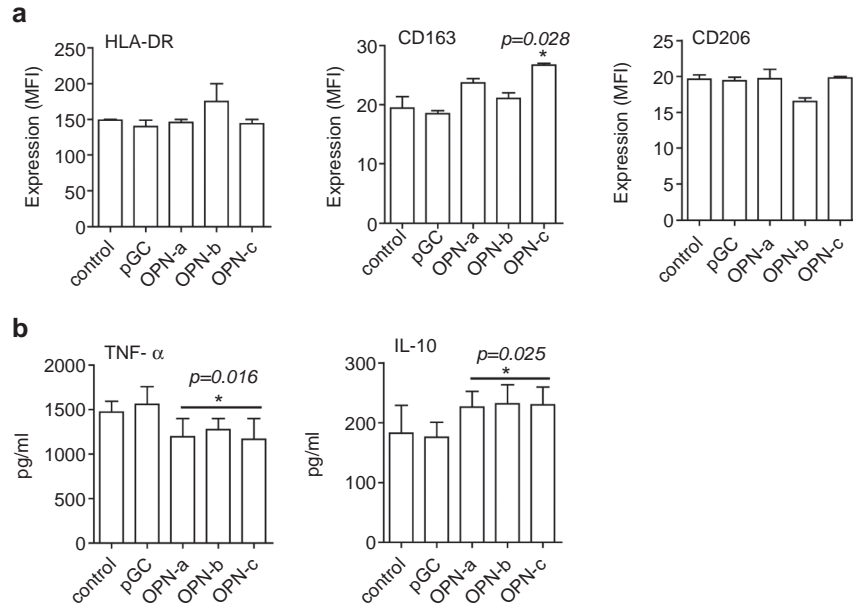 a
HLA-DR
Expression (MFI)
200
150
100
50
0
control
pGC
OPN-a
OPN-b
OPN-c
CD163
p=0.028
*
Expression (MFI)
30
20
10
0
control
pGC
OPN-a
OPN-b
OPN-c
CD206
Expression (MFI)
25
20
15
10
5
0
control
pGC
OPN-a
OPN-b
OPN-c
b
TNF- α
p=0.016
*
pg/ml
2000
1500
1000
500
0
control
pGC
OPN-a
OPN-b
OPN-c
IL-10
p=0.025
*
pg/ml
300
200
100
0
control
pGC
OPN-a
OPN-b
OPN-c